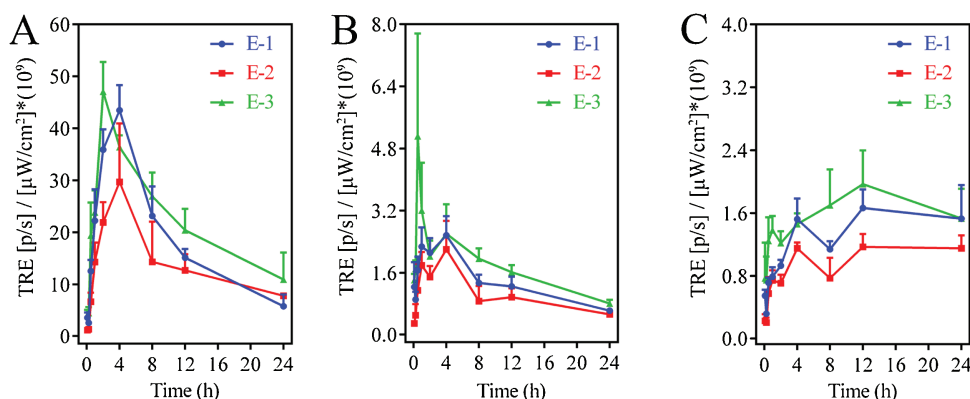 A
TRE [p/s] / [µW/cm²]*(10⁹)
60
50
40
30
20
10
0
E-1
E-2
E-3
0 4 8 12 16 20 24
Time (h)
B
TRE [p/s] / [µW/cm²]*(10⁹)
8.0
6.4
4.8
3.2
1.6
0.0
E-1
E-2
E-3
0 4 8 12 16 20 24
Time (h)
C
TRE [p/s] / [µW/cm²]*(10⁹)
4.0
3.2
2.4
1.6
0.8
0.0
E-1
E-2
E-3
0 4 8 12 16 20 24
Time (h)